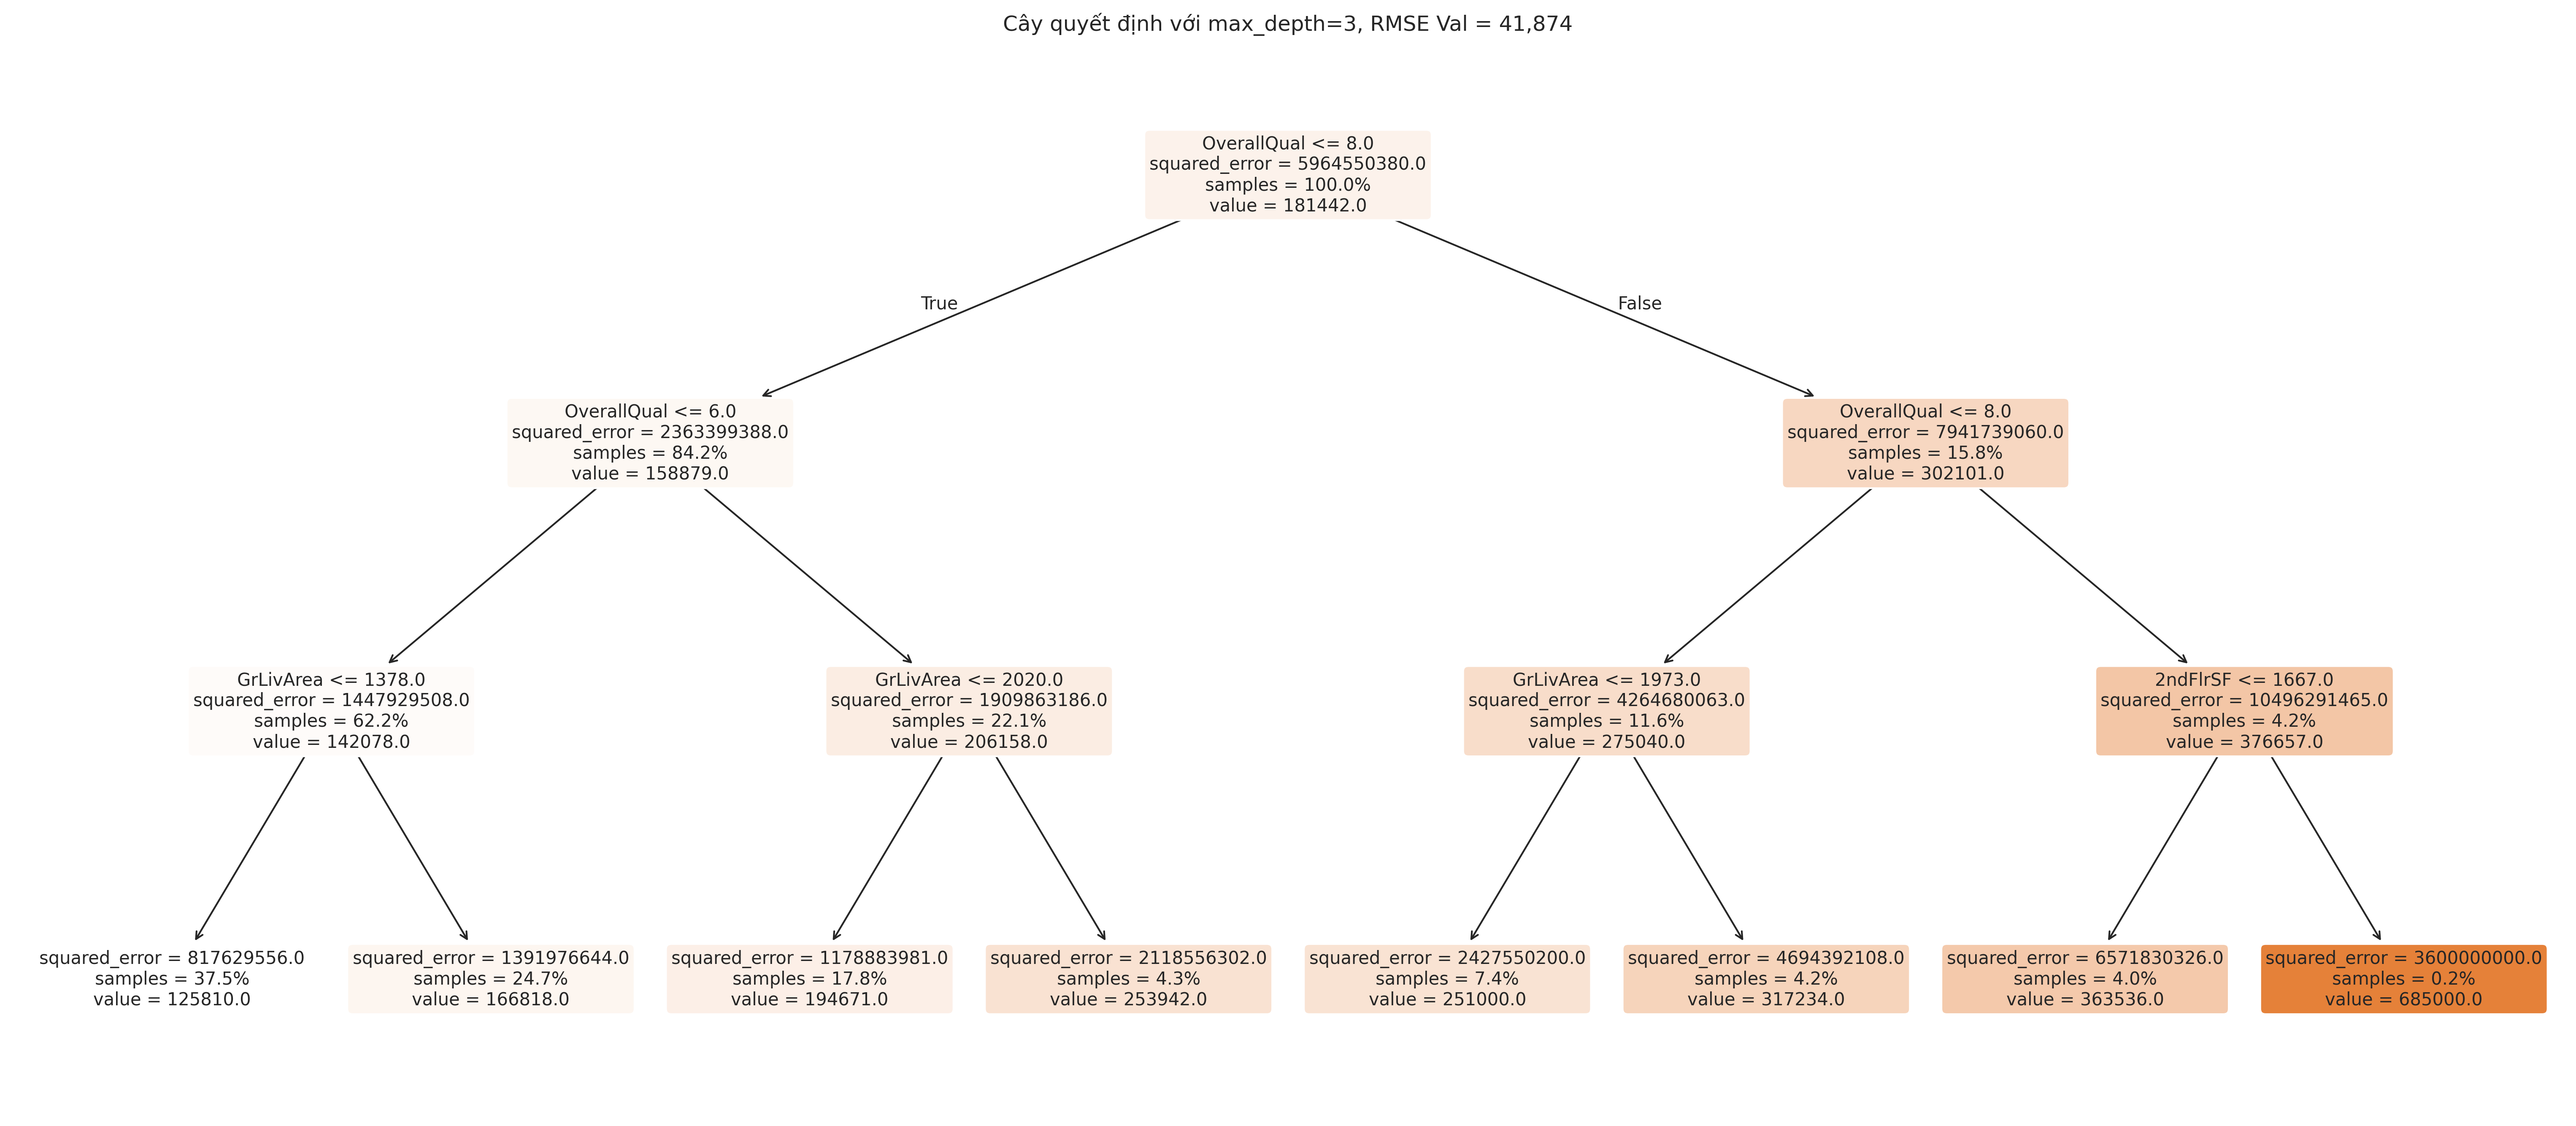 Cây quyết định với max_depth=3, RMSE Val = 41,874
OverallQual <= 8.0
squared_error = 5964550380.0
samples = 100.0%
value = 181442.0
True
False
OverallQual <= 6.0
squared_error = 2363399388.0
samples = 84.2%
value = 158879.0
OverallQual <= 8.0
squared_error = 7941739060.0
samples = 15.8%
value = 302101.0
GrLivArea <= 1378.0
squared_error = 1447929508.0
samples = 62.2%
value = 142078.0
GrLivArea <= 2020.0
squared_error = 1909863186.0
samples = 22.1%
value = 206158.0
GrLivArea <= 1973.0
squared_error = 4264680063.0
samples = 11.6%
value = 275040.0
2ndFlrSF <= 1667.0
squared_error = 10496291465.0
samples = 4.2%
value = 376657.0
squared_error = 817629556.0
samples = 37.5%
value = 125810.0
squared_error = 1391976644.0
samples = 24.7%
value = 166818.0
squared_error = 1178883981.0
samples = 17.8%
value = 194671.0
squared_error = 2118556302.0
samples = 4.3%
value = 253942.0
squared_error = 2427550200.0
samples = 7.4%
value = 251000.0
squared_error = 4694392108.0
samples = 4.2%
value = 317234.0
squared_error = 6571830326.0
samples = 4.0%
value = 363536.0
squared_error = 3600000000.0
samples = 0.2%
value = 685000.0